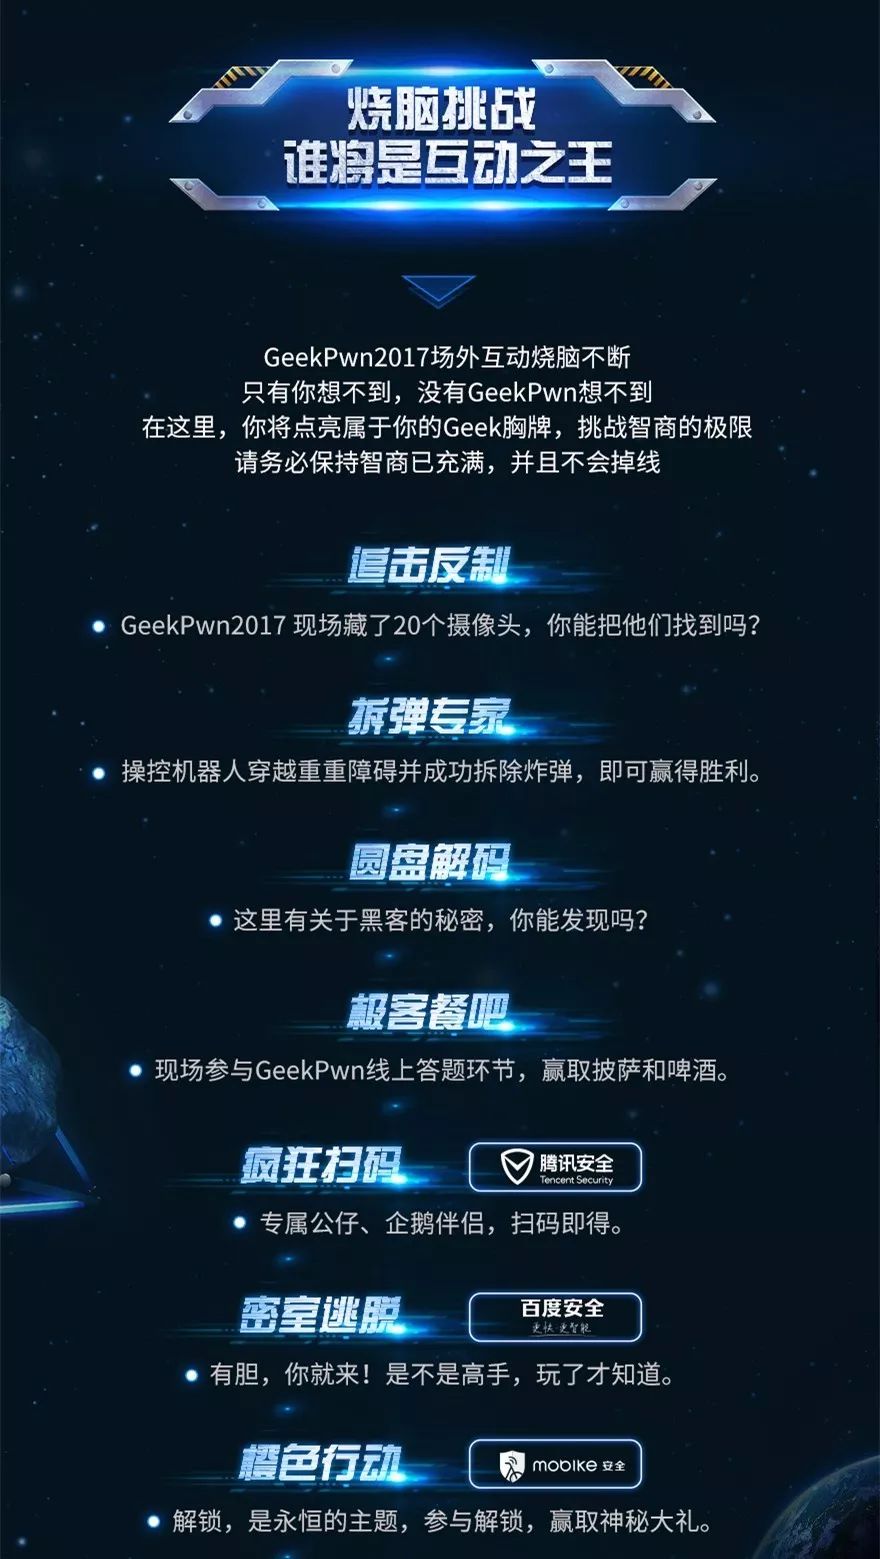 烧脑挑战
谁将是互动之王
GeekPwn2017场外互动烧脑不断
只有你想不到，没有GeekPwn想不到
在这里，你将点亮属于你的Geek胸牌，挑战智商的极限
请务必保持智商已充满，并且不会掉线
追击反制
GeekPwn2017 现场藏了20个摄像头，你能把他们找到吗？
拆弹专家
操控机器人穿越重重障碍并成功拆除炸弹，即可赢得胜利。
圆盘解码
这里有关于黑客的秘密，你能发现吗？
极客餐吧
现场参与GeekPwn线上答题环节，赢取披萨和啤酒。
疯狂扫码
腾讯安全
Tencent Security
专属公仔、企鹅伴侣，扫码即得。
密室逃脱
百度安全
更快·更智能
有胆，你就来！是不是高手，玩了才知道。
橙色行动
mobike 安全
解锁，是永恒的主题，参与解锁，赢取神秘大礼。